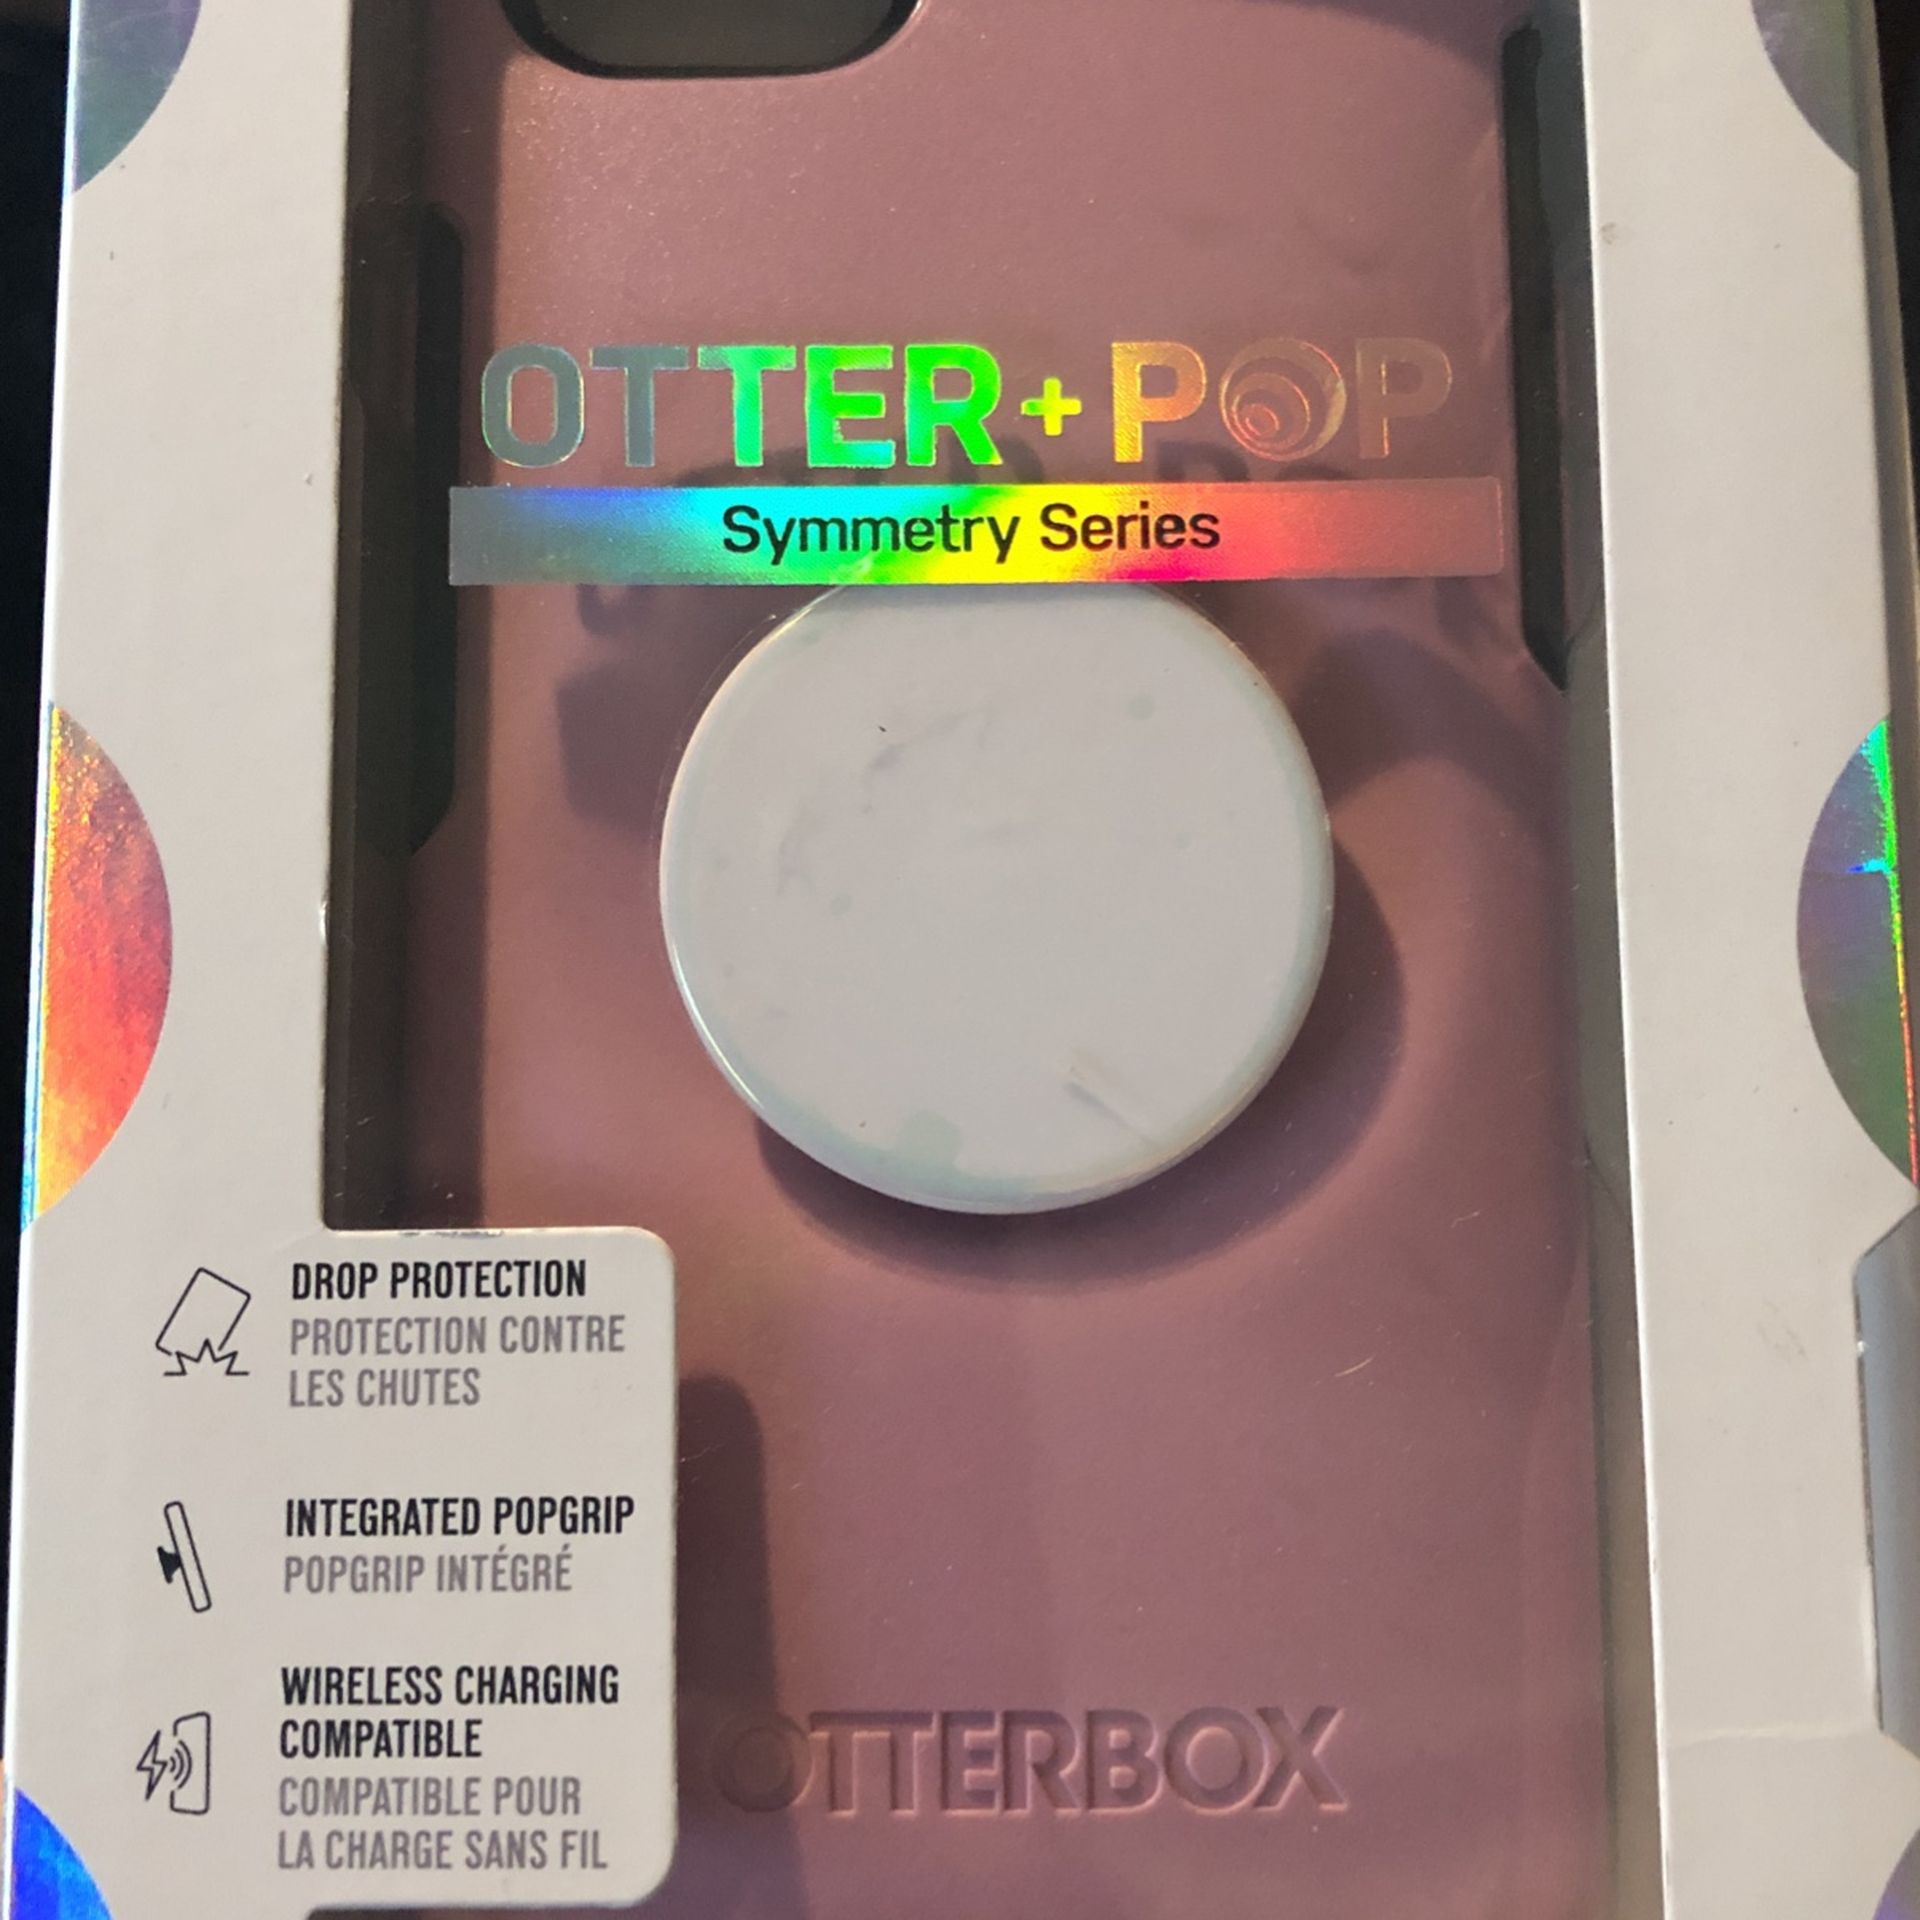 OTTER + POP
Symmetry Series
DROP PROTECTION
PROTECTION CONTRE
LES CHUTES
INTEGRATED POPGRIP
POPGRIP INTÉGRÉ
WIRELESS CHARGING
COMPATIBLE
COMPATIBLE POUR
LA CHARGE SANS FIL
OTTERBOX